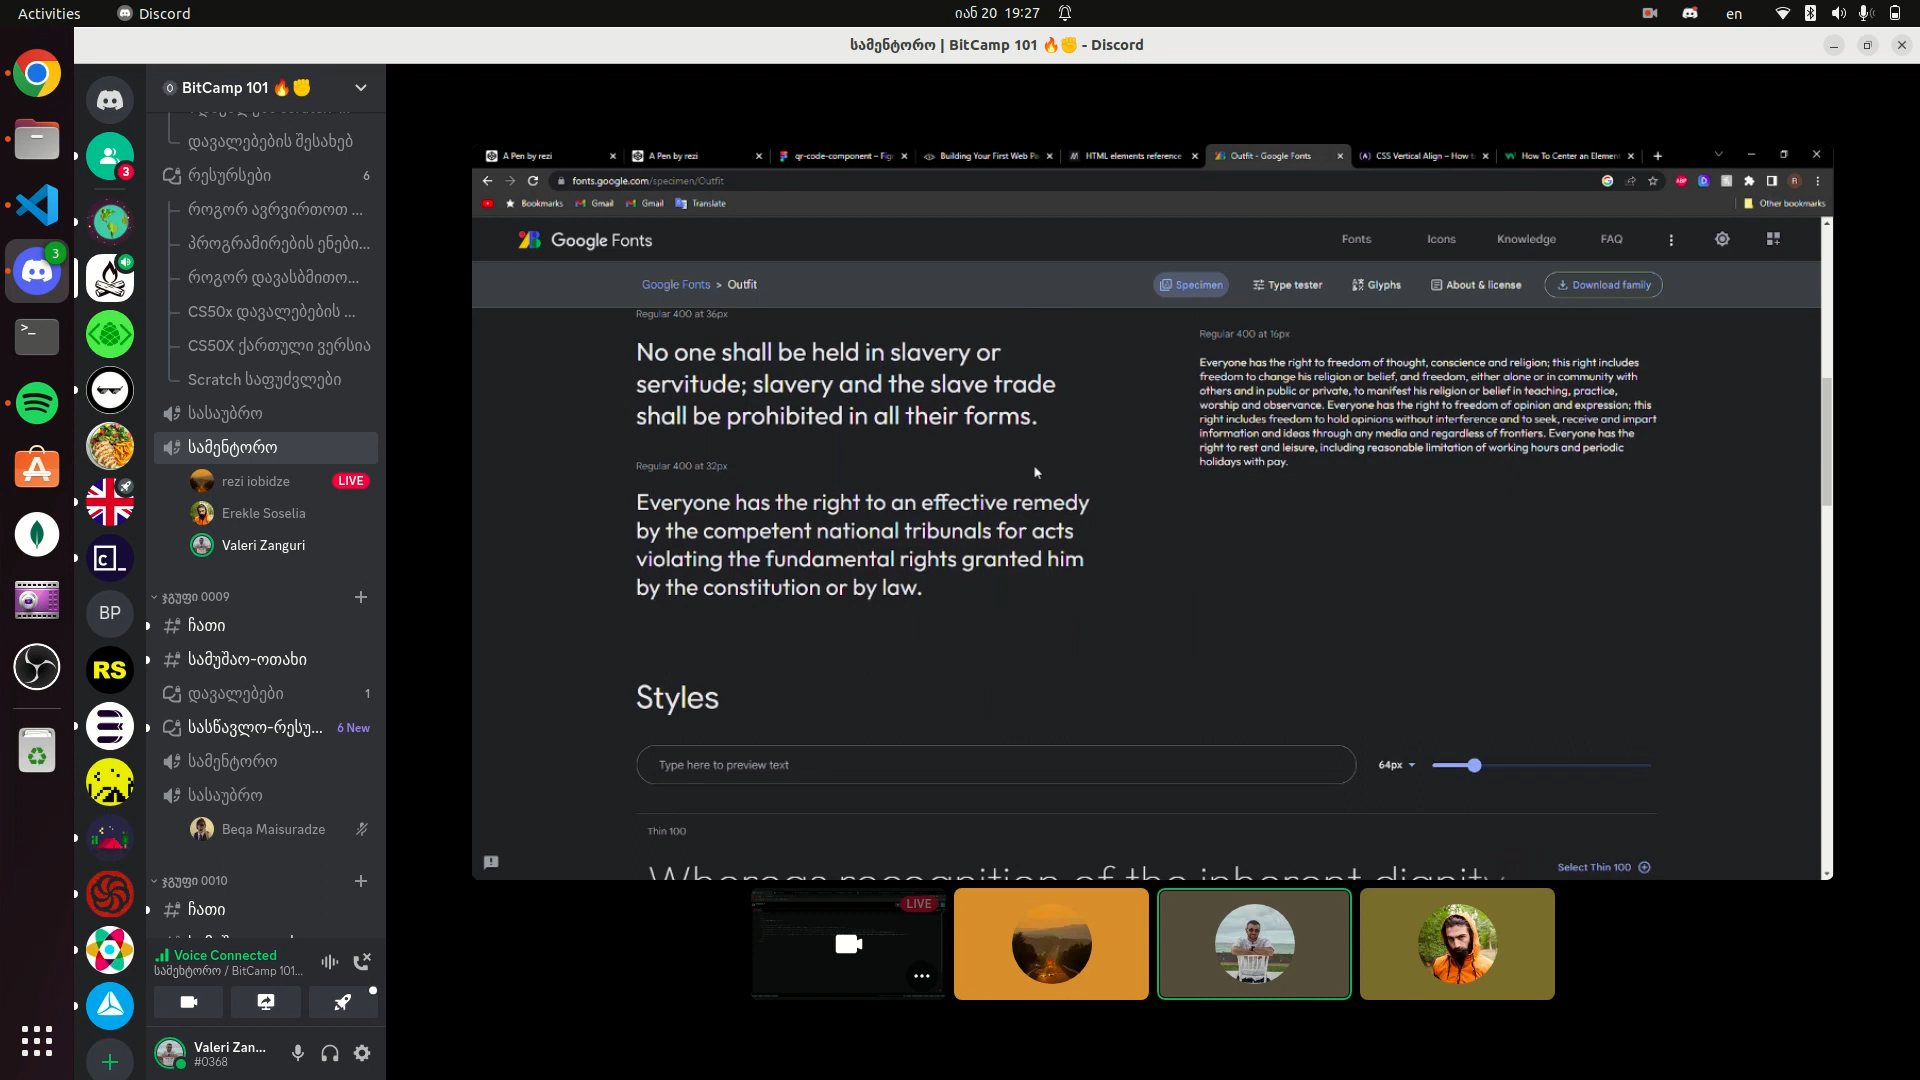 Activities
Discord
იან 20 19:27
en
სამენტორო | BitCamp 101 🔥✊ - Discord
BitCamp 101 🔥✊
დავალებების შესახებ
რესურსები 6
როგორ ავრვირთოთ ...
პროგრამირების ენები...
როგორ დავასბმითო...
CS50x დავალებების ...
CS50X ქართული ვერსია
Scratch საფუძვლები
სასაუბრო
სამენტორო
rezi iobidze LIVE
Erekle Soselia
Valeri Zanguri
ჯგუფი 0009
ჩათი
სამუშაო-ოთახი
დავალებები 1
სასწავლო-რესუ... 6 New
სამენტორო
სასაუბრო
Beqa Maisuradze
ჯგუფი 0010
ჩათი
Voice Connected
სამენტორო / BitCamp 101...
Valeri Zan...
#0368
3
3
BP
RS
A Pen by rezi
A Pen by rezi
qr-code-component – Fig
Building Your First Web Pa
HTML elements reference
Outfit - Google Fonts
CSS Vertical Align – How t
How To Center an Element
fonts.google.com/specimen/Outfit
Bookmarks
Gmail
Gmail
Translate
Other bookmarks
Google Fonts
Fonts
Icons
Knowledge
FAQ
Google Fonts > Outfit
Specimen
Type tester
Glyphs
About & license
Download family
Regular 400 at 36px
No one shall be held in slavery or
servitude; slavery and the slave trade
shall be prohibited in all their forms.
Regular 400 at 32px
Everyone has the right to an effective remedy
by the competent national tribunals for acts
violating the fundamental rights granted him
by the constitution or by law.
Regular 400 at 16px
Everyone has the right to freedom of thought, conscience and religion; this right includes
freedom to change his religion or belief, and freedom, either alone or in community with
others and in public or private, to manifest his religion or belief in teaching, practice,
worship and observance. Everyone has the right to freedom of opinion and expression; this
right includes freedom to hold opinions without interference and to seek, receive and impart
information and ideas through any media and regardless of frontiers. Everyone has the
right to rest and leisure, including reasonable limitation of working hours and periodic
holidays with pay.
Styles
Type here to preview text
64px
Thin 100
Whereas recognition of the inherent dignity
Select Thin 100
LIVE